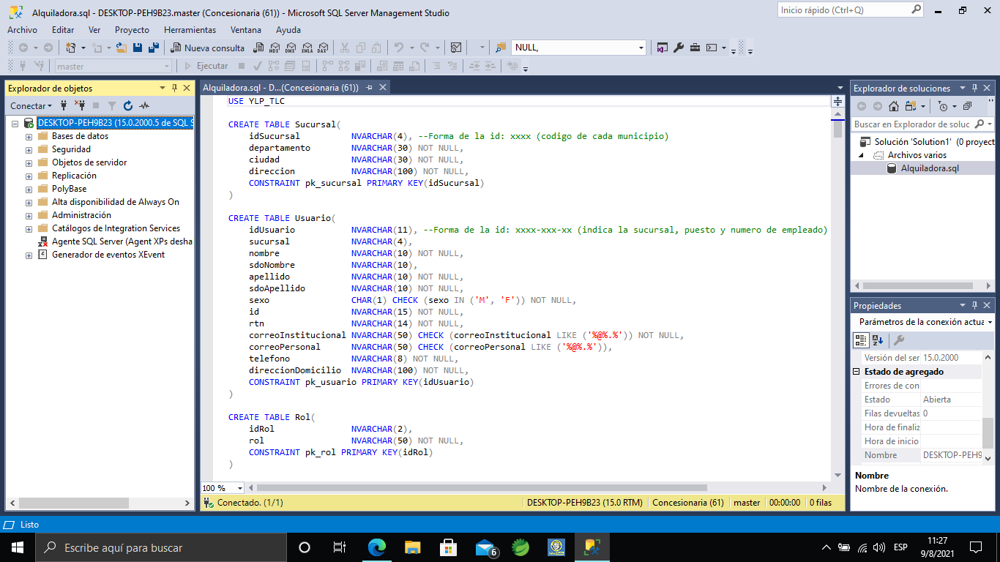 Alquiladora.sql - DESKTOP-PEH9B23.master (Concesionaria (61)) - Microsoft SQL Server Management Studio
Inicio rápido (Ctrl+Q)
Archivo Editar Ver Proyecto Herramientas Ventana Ayuda
Nueva consulta MDX DMX XMLA DAX NULL,
master Ejecutar
Explorador de objetos
Conectar
DESKTOP-PEH9B23 (15.0.2000.5 de SQL S
Bases de datos
Seguridad
Objetos de servidor
Replicación
PolyBase
Alta disponibilidad de Always On
Administración
Catálogos de Integration Services
Agente SQL Server (Agent XPs desha
Generador de eventos XEvent
Alquiladora.sql - D...(Concesionaria (61))
USE YLP_TLC
CREATE TABLE Sucursal(
idSucursal NVARCHAR(4), --Forma de la id: xxxx (codigo de cada municipio)
departamento NVARCHAR(30) NOT NULL,
ciudad NVARCHAR(30) NOT NULL,
direccion NVARCHAR(100) NOT NULL,
CONSTRAINT pk_sucursal PRIMARY KEY(idSucursal)
)
CREATE TABLE Usuario(
idUsuario NVARCHAR(11), --Forma de la id: xxxx-xxx-xx (indica la sucursal, puesto y numero de empleado)
sucursal NVARCHAR(4),
nombre NVARCHAR(10) NOT NULL,
sdoNombre NVARCHAR(10),
apellido NVARCHAR(10) NOT NULL,
sdoApellido NVARCHAR(10) NOT NULL,
sexo CHAR(1) CHECK (sexo IN ('M', 'F')) NOT NULL,
id NVARCHAR(15) NOT NULL,
rtn NVARCHAR(14) NOT NULL,
correoInstitucional NVARCHAR(50) CHECK (correoInstitucional LIKE ('%@%.%')) NOT NULL,
correoPersonal NVARCHAR(50) CHECK (correoPersonal LIKE ('%@%.%')),
telefono NVARCHAR(8) NOT NULL,
direccionDomicilio NVARCHAR(100) NOT NULL,
CONSTRAINT pk_usuario PRIMARY KEY(idUsuario)
)
CREATE TABLE Rol(
idRol NVARCHAR(2),
rol NVARCHAR(50) NOT NULL,
CONSTRAINT pk_rol PRIMARY KEY(idRol)
)
100 %
Conectado. (1/1) DESKTOP-PEH9B23 (15.0 RTM) Concesionaria (61) master 00:00:00 0 filas
Explorador de soluciones
Buscar en Explorador de soluc
Solución 'Solution1' (0 proyect
Archivos varios
Alquiladora.sql
Propiedades
Parámetros de la conexión actua
Versión del ser 15.0.2000
Estado de agregado
Errores de con
Estado Abierta
Filas devueltas 0
Hora de finaliz
Hora de inicio
Nombre DESKTOP-PEH9
Nombre
Nombre de la conexión.
Listo
Escribe aquí para buscar
6
ESP
11:27
9/8/2021